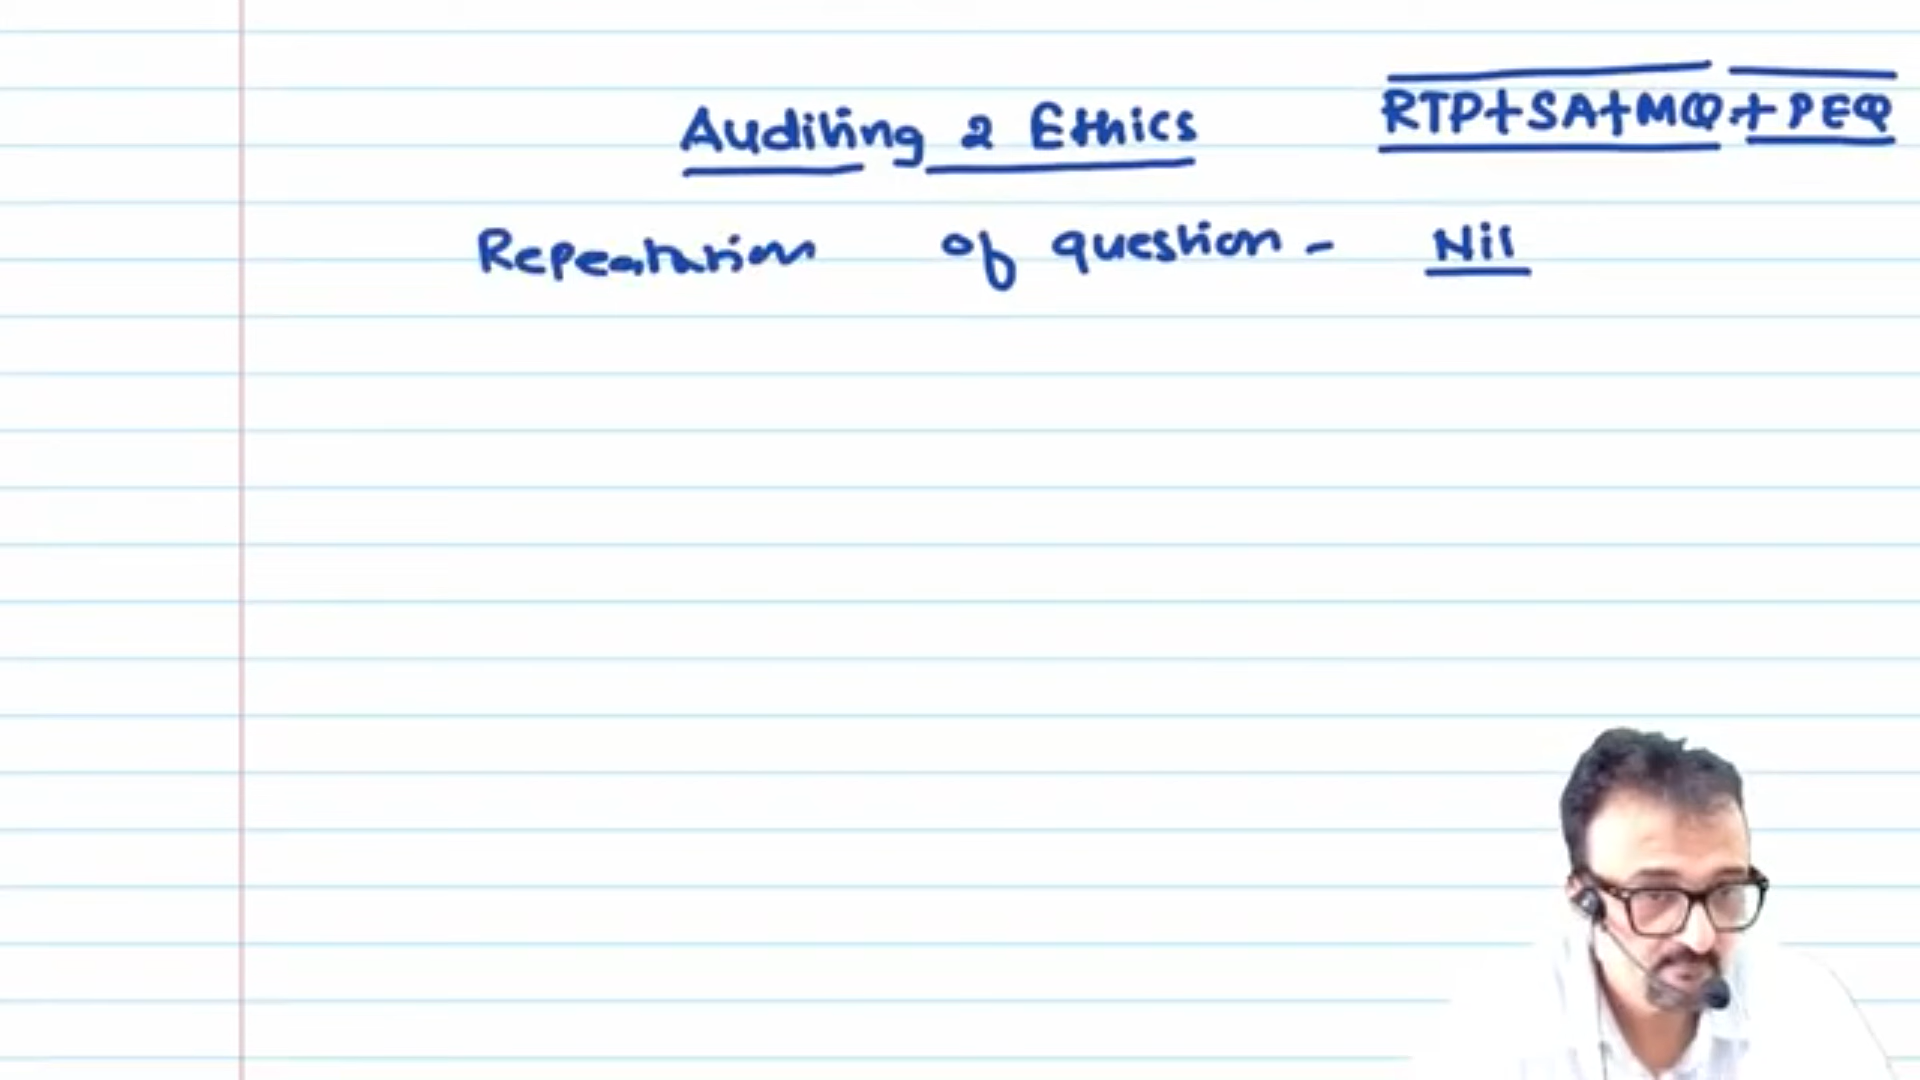 Auditing & Ethics
RTP+SA+MQ.+PEQ
Repeatation of question - Nil